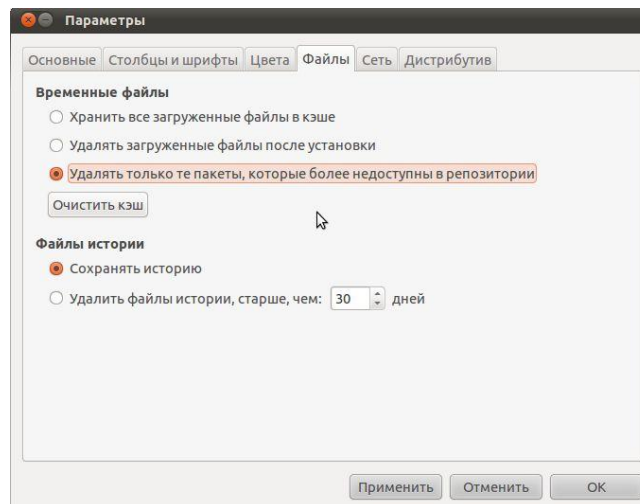 Параметры
Основные Столбцы и шрифты Цвета Файлы Сеть Дистрибутив
Временные файлы
Хранить все загруженные файлы в кэше
Удалять загруженные файлы после установки
Удалять только те пакеты, которые более недоступны в репозитории
Очистить кэш
Файлы истории
Сохранять историю
Удалить файлы истории, старше, чем: 30 дней
Применить Отменить OK